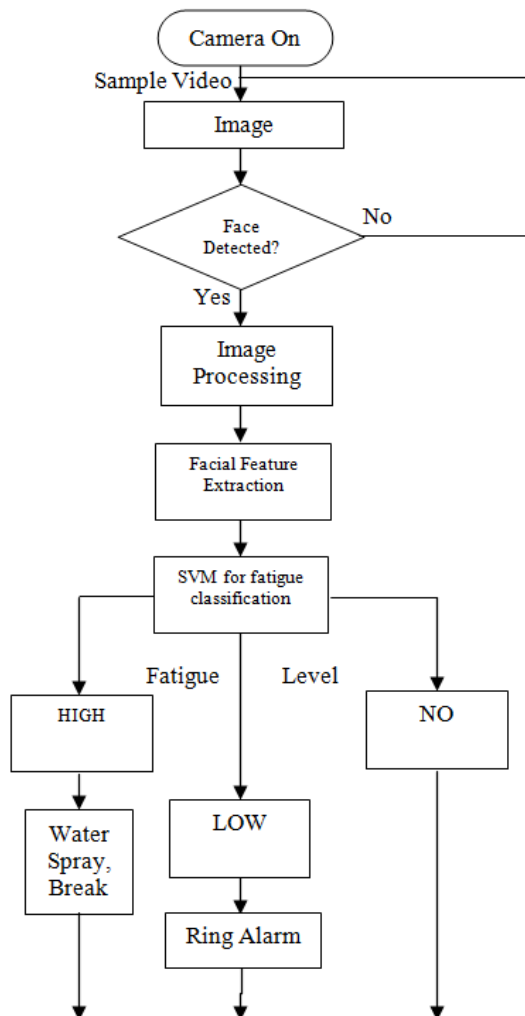 Camera On
Sample Video
Image
Face
Detected?
No
Yes
Image
Processing
Facial Feature
Extraction
SVM for fatigue
classification
Fatigue Level
HIGH
NO
Water
Spray,
Break
LOW
Ring Alarm